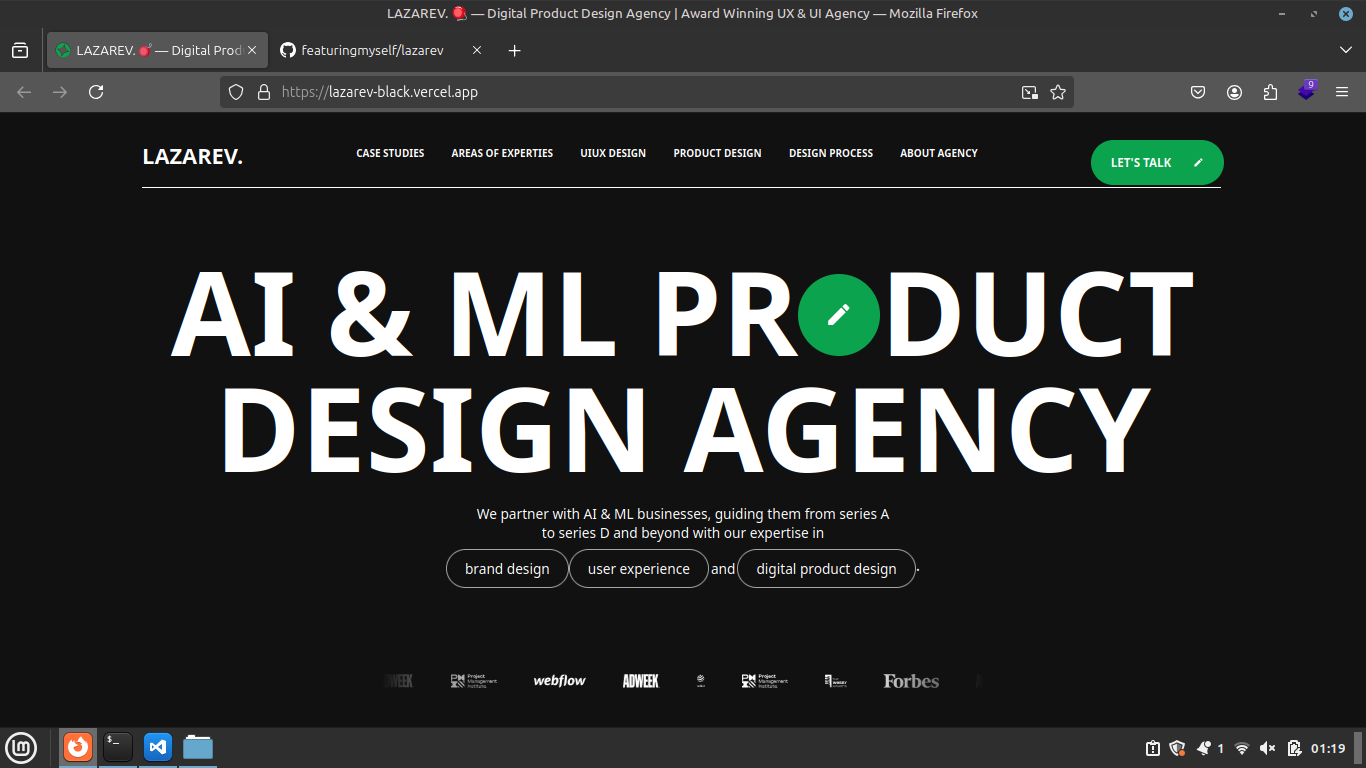 LAZAREV. — Digital Product Design Agency | Award Winning UX & UI Agency — Mozilla Firefox
LAZAREV. — Digital Prod
featuringmyself/lazarev
https://lazarev-black.vercel.app
9
LAZAREV.
CASE STUDIES
AREAS OF EXPERTIES
UIUX DESIGN
PRODUCT DESIGN
DESIGN PROCESS
ABOUT AGENCY
LET'S TALK
AI & ML PR DUCT
DESIGN AGENCY
We partner with AI & ML businesses, guiding them from series A
to series D and beyond with our expertise in
brand design user experience and digital product design .
ADWEEK
Project Management Institute.
webflow
ADWEEK
Project Management Institute.
Forbes
1
01:19